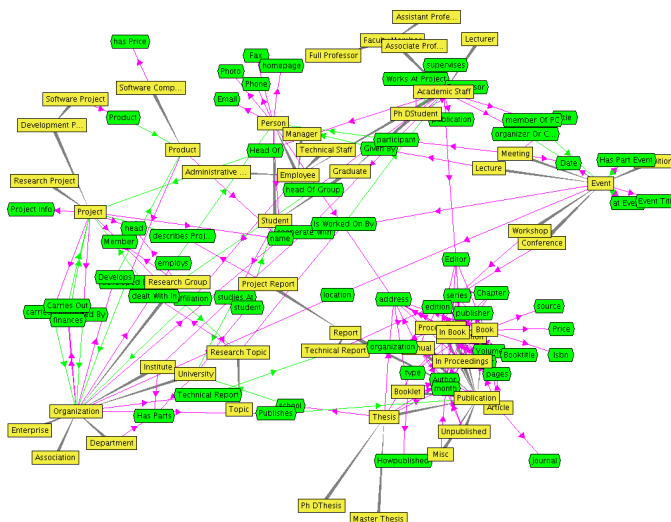 Assistant Profe...
Faculty Member
Lecturer
has Price
Associate Prof...
Fax
Full Professor
homepage
supervises
Photo
Works At Project
Software Project
Software Comp...
Phone
Academic Staff
Email
Ph DStudent
Product
Person
member Of PC
Development P...
Manager
organizer Or C...
participant
Product
Technical Staff
Given By
Head Of
Meeting
Date
Has Part Event
Research Project
Administrative ...
Employee
Graduate
Lecture
Event
head Of Group
at Event
Event Titl
Project Info
Project
Student
head
Is Worked On By
Workshop
Member
describes Proj...
name
Conference
employs
Editor
Develops
Research Group
Project Report
location
address
series
Chapter
dealt With In
studies At
Carries Out
student
edition
publisher
source
finances
Report
In Book
Book
Price
Research Topic
Technical Report
organization
Booktitle
Isbn
Institute
type
In Proceedings
University
Author
pages
Technical Report
Booklet
month
Publication
Organization
Has Parts
Publishes
Topic
school
Thesis
Article
Enterprise
Unpublished
Department
Association
Howpublished
Misc
journal
Ph DThesis
Master Thesis